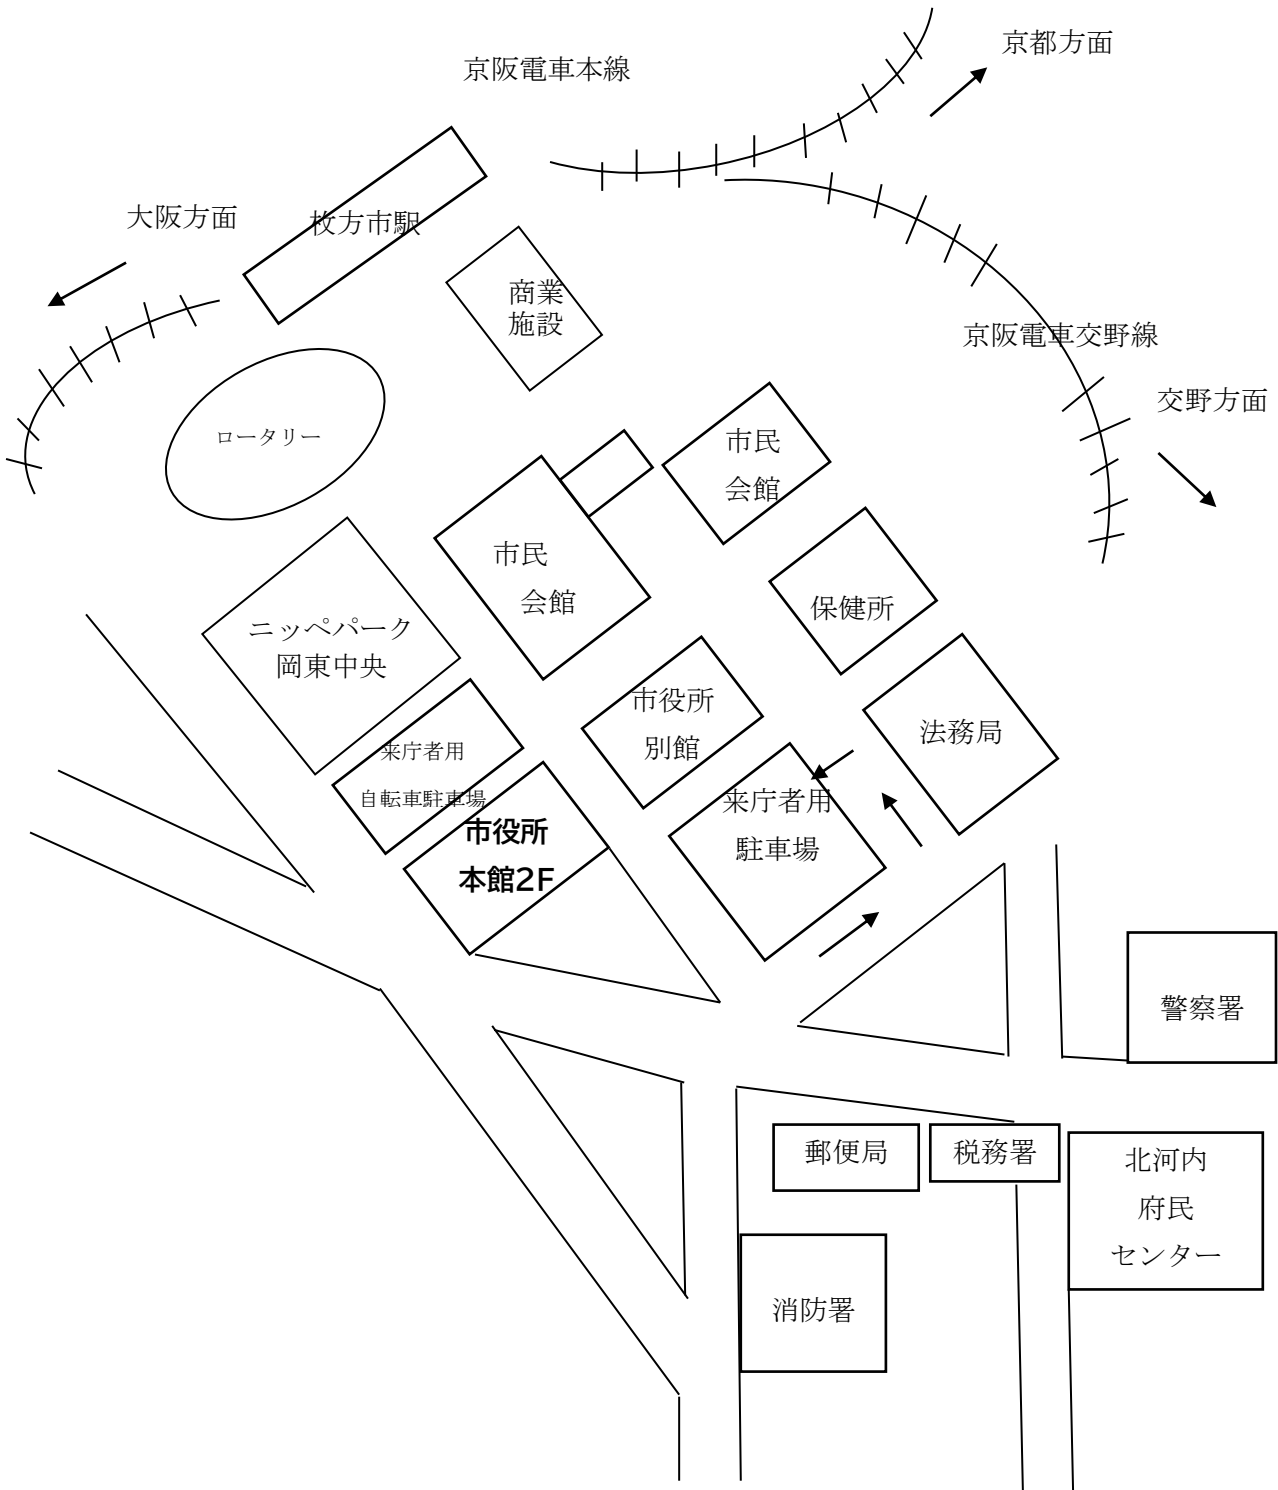 京都方面
京阪電車本線
大阪方面
枚方市駅
商業
施設
京阪電車交野線
交野方面
ロータリー
市民
会館
市民
会館
保健所
ニッペパーク
岡東中央
市役所
別館
法務局
来庁者用
自転車駐車場
来庁者用
駐車場
市役所
本館2F
警察署
郵便局
税務署
北河内
府民
センター
消防署